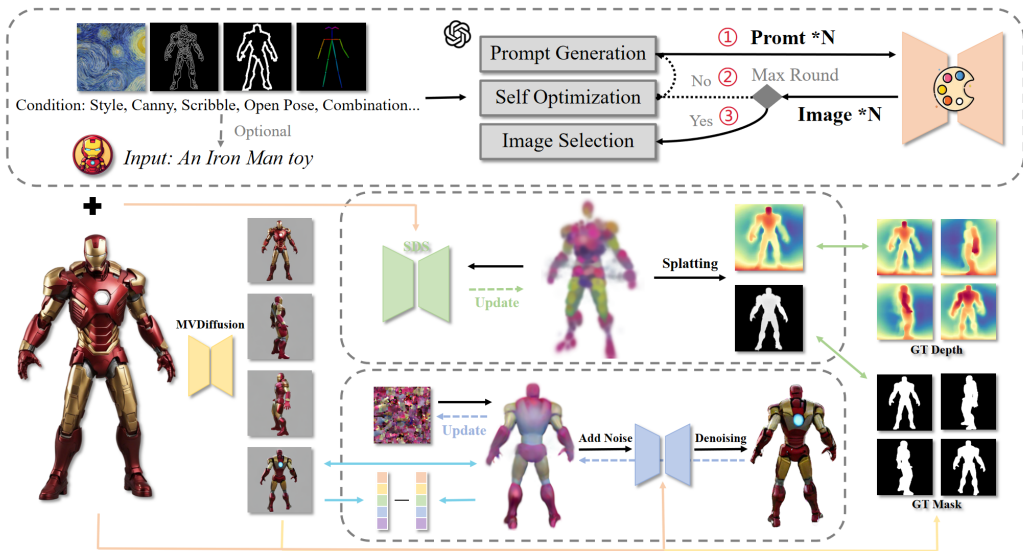 Condition: Style, Canny, Scribble, Open Pose, Combination...
Optional
Input: An Iron Man toy
Prompt Generation
Self Optimization
Image Selection
① Promt *N
No ② Max Round
Yes ③ Image *N
SDS
Update
Splatting
MVDiffusion
GT Depth
Update
Add Noise
Denoising
GT Mask